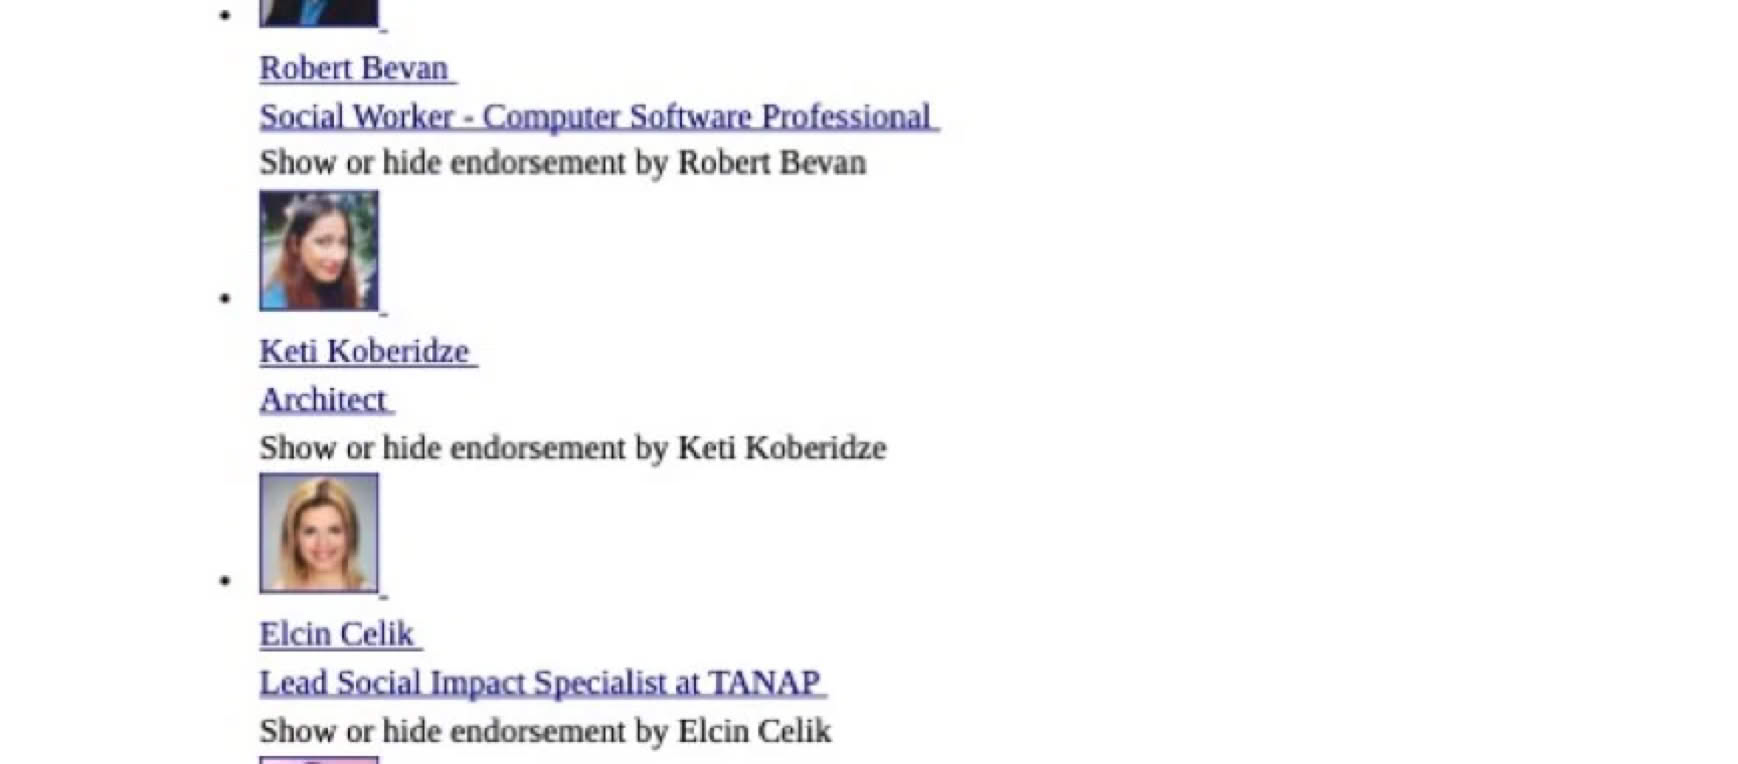 Robert Bevan
Social Worker - Computer Software Professional
Show or hide endorsement by Robert Bevan
Keti Koberidze
Architect
Show or hide endorsement by Keti Koberidze
Elcin Celik
Lead Social Impact Specialist at TANAP
Show or hide endorsement by Elcin Celik